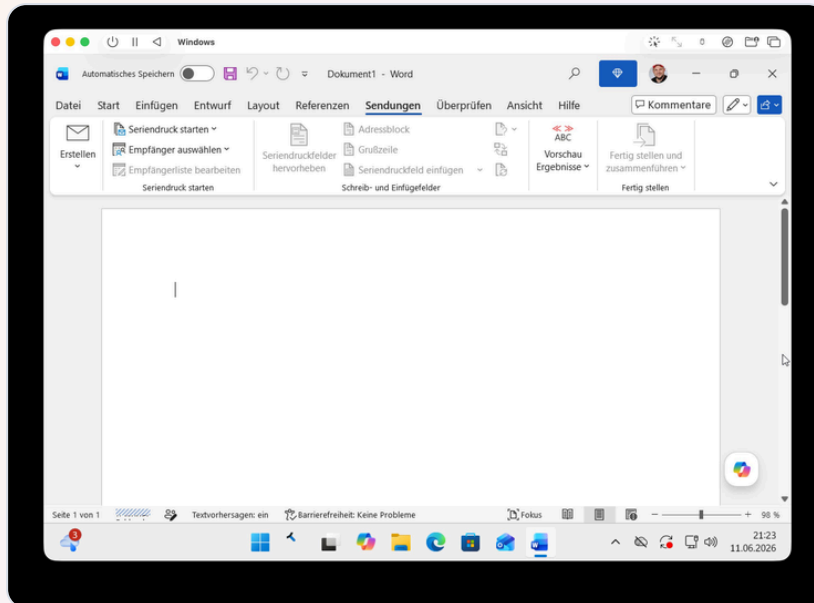 Windows
Automatisches Speichern
Dokument1 - Word
Datei Start Einfügen Entwurf Layout Referenzen Sendungen Überprüfen Ansicht Hilfe Kommentare
Erstellen
Seriendruck starten
Empfänger auswählen
Empfängerliste bearbeiten
Seriendruck starten
Seriendruckfelder
hervorheben
Adressblock
Grußzeile
Seriendruckfeld einfügen
Schreib- und Einfügefelder
ABC
Vorschau
Ergebnisse
Fertig stellen und
zusammenführen
Fertig stellen
Seite 1 von 1 Textvorhersagen: ein Barrierefreiheit: Keine Probleme Fokus 98 %
3
21:23
11.06.2026